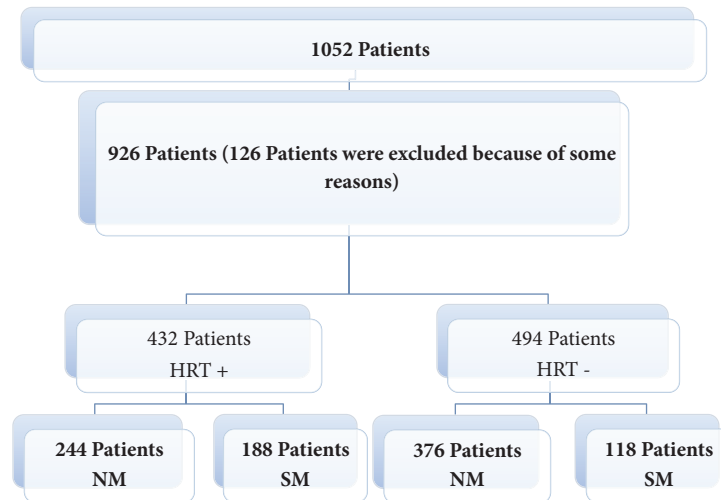 1052 Patients
926 Patients (126 Patients were excluded because of some
reasons)
432 Patients
HRT +
494 Patients
HRT -
244 Patients
NM
188 Patients
SM
376 Patients
NM
118 Patients
SM